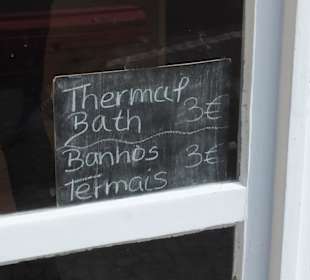 Thermal
Bath 3€
Banhos 3€
Termais